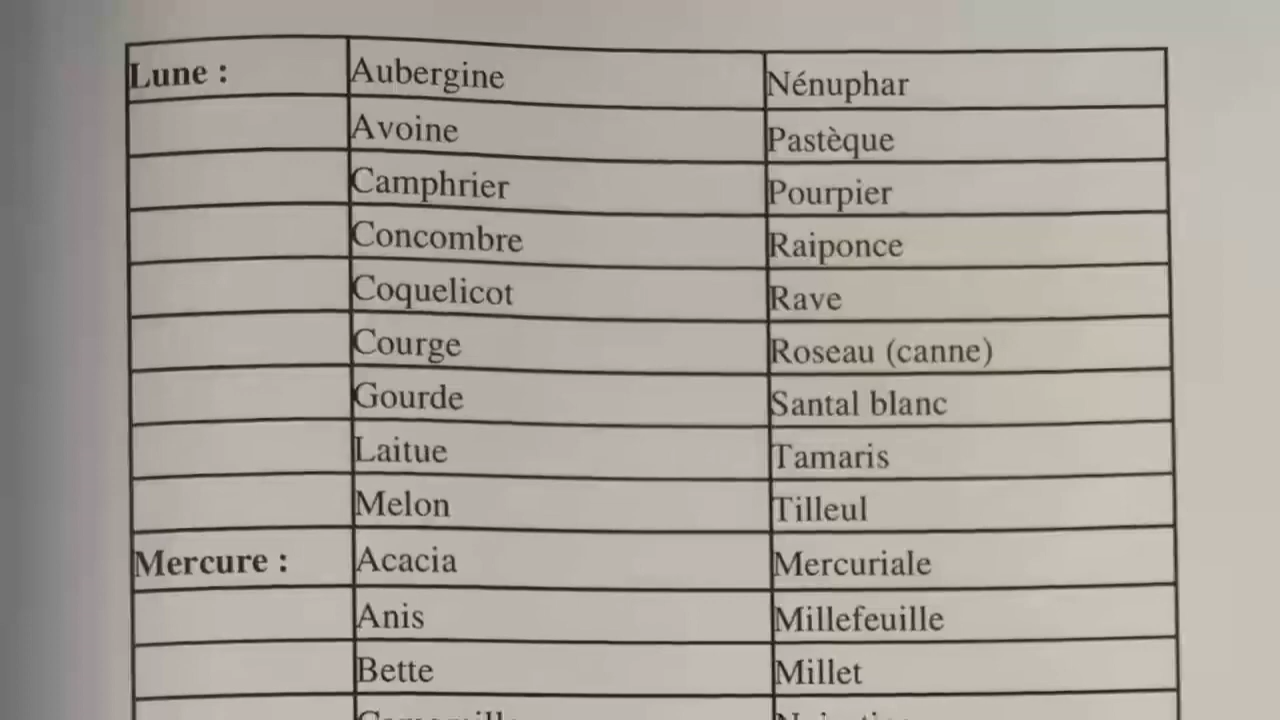 Lune : Aubergine Nénuphar
Avoine Pastèque
Camphrier Pourpier
Concombre Raiponce
Coquelicot Rave
Courge Roseau (canne)
Gourde Santal blanc
Laitue Tamaris
Melon Tilleul
Mercure : Acacia Mercuriale
Anis Millefeuille
Bette Millet